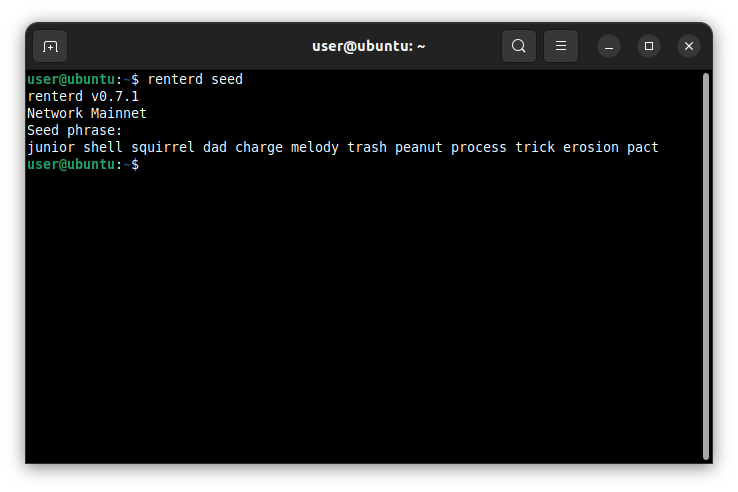 user@ubuntu: ~
user@ubuntu:~$ renterd seed
renterd v0.7.1
Network Mainnet
Seed phrase:
junior shell squirrel dad charge melody trash peanut process trick erosion pact
user@ubuntu:~$